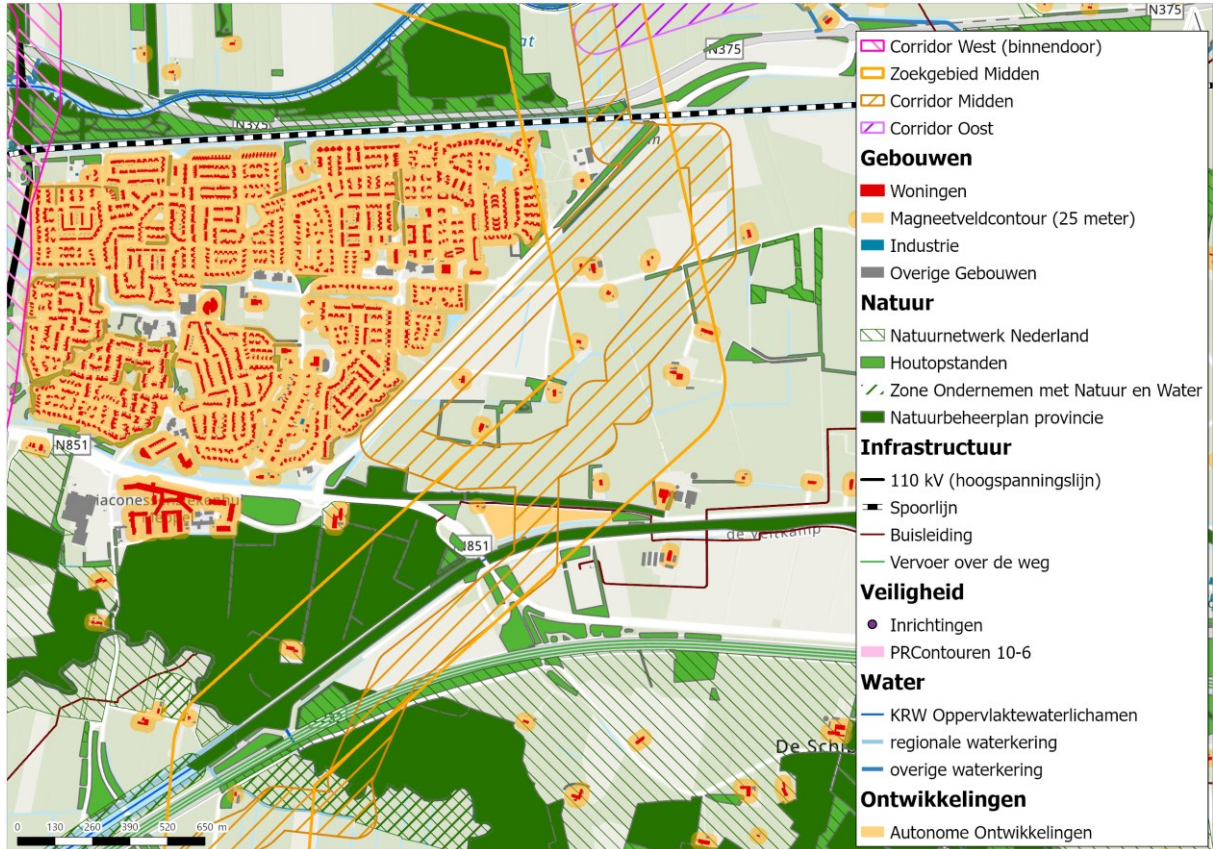 N375
at
N375
N375
N851
Diaconessenziekenhu
Meppel
N851
de Veltkamp
De Schi
0 130 260 390 520 650 m
Corridor West (binnendoor)
Zoekgebied Midden
Corridor Midden
Corridor Oost
Gebouwen
Woningen
Magneetveldcontour (25 meter)
Industrie
Overige Gebouwen
Natuur
Natuurnetwerk Nederland
Houtopstanden
Zone Ondernemen met Natuur en Water
Natuurbeheerplan provincie
Infrastructuur
110 kV (hoogspanningslijn)
Spoorlijn
Buisleiding
Vervoer over de weg
Veiligheid
Inrichtingen
PRContouren 10-6
Water
KRW Oppervlaktewaterlichamen
regionale waterkering
overige waterkering
Ontwikkelingen
Autonome Ontwikkelingen